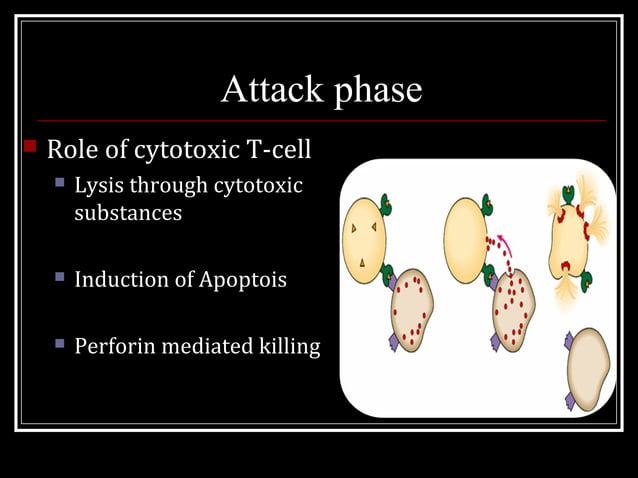 Attack phase
Role of cytotoxic T-cell
Lysis through cytotoxic
substances
Induction of Apoptois
Perforin mediated killing